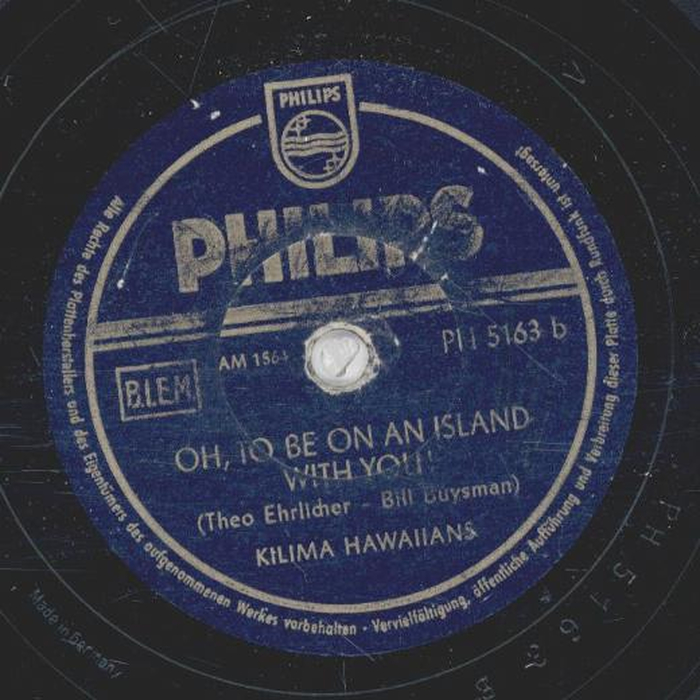 PHILIPS
PHILIPS
B.I.E.M
AM 156
PH 5163 b
OH, TO BE ON AN ISLAND
WITH YOU!
(Theo Ehrlicher - Bill Buysman)
KILIMA HAWAIIANS
Alle Rechte des Plattenherstellers und des Eigentümers des aufgenommenen Werkes vorbehalten - Vervielfältigung, öffentliche Aufführung und Verbreitung dieser Platte durch Rundfunk ist untersagt!
Made in Germany